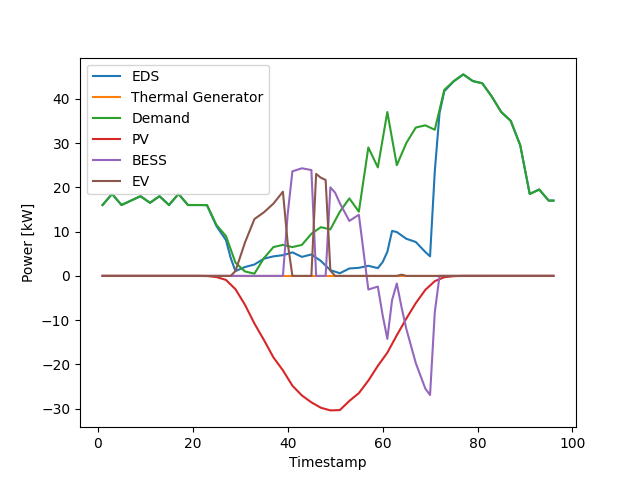 EDS
Thermal Generator
Demand
PV
BESS
EV
Power [kW]
40
30
20
10
0
−10
−20
−30
0 20 40 60 80 100
Timestamp